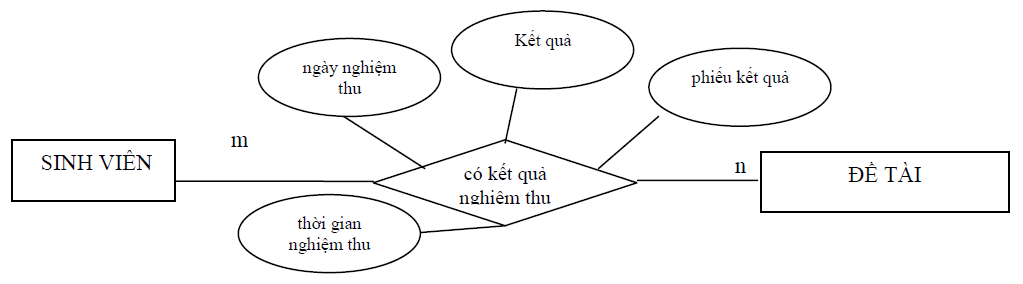 Kết quả
ngày nghiệm
thu
phiếu kết quả
m
SINH VIÊN
có kết quả
nghiệm thu
n
ĐỀ TÀI
thời gian
nghiệm thu